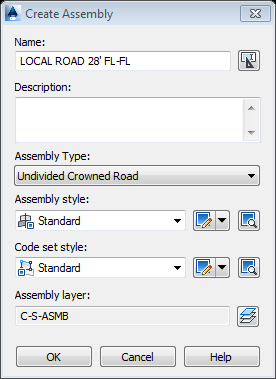 Create Assembly
Name:
LOCAL ROAD 28' FL-FL
Description:
Assembly Type:
Undivided Crowned Road
Assembly style:
Standard
Code set style:
Standard
Assembly layer:
C-S-ASMB
OK Cancel Help